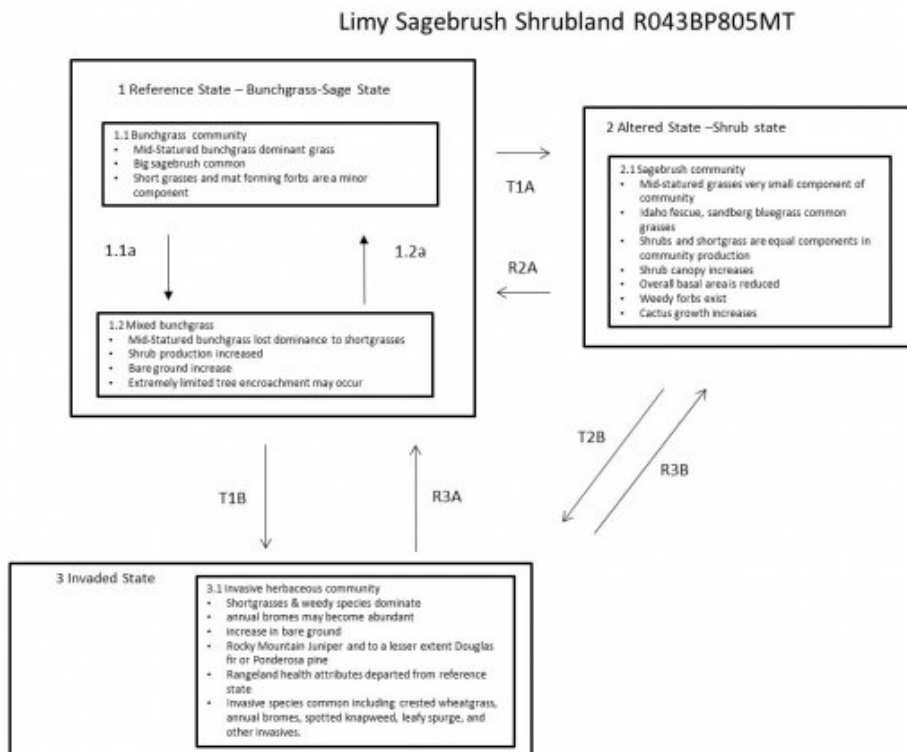 Limy Sagebrush Shrubland R043BP805MT
1 Reference State – Bunchgrass-Sage State
1.1 Bunchgrass community
• Mid-Statured bunchgrass dominant grass
• Big sagebrush common
• Short grasses and mat forming forbs are a minor
component
1.1a
1.2a
1.2 Mixed bunchgrass
• Mid-Statured bunchgrass lost dominance to shortgrasses
• Shrub production increased
• Bare ground increase
• Extremely limited tree encroachment may occur
T1A
R2A
2 Altered State –Shrub state
2.1 Sagebrush community
• Mid-statured grasses very small component of
community
• Idaho fescue, sandberg bluegrass common
grasses
• Shrubs and shortgrass are equal components in
community production
• Shrub canopy increases
• Overall basal area is reduced
• Weedy forbs exist
• Cactus growth increases
T1B
R3A
T2B
R3B
3 Invaded State
3.1 Invasive herbaceous community
• Shortgrasses & weedy species dominate
• annual bromes may become abundant
• increase in bare ground
• Rocky Mountain Juniper and to a lesser extent Douglas
fir or Ponderosa pine
• Rangeland health attributes departed from reference
state
• Invasive species common including crested wheatgrass,
annual bromes, spotted knapweed, leafy spurge, and
other invasives.